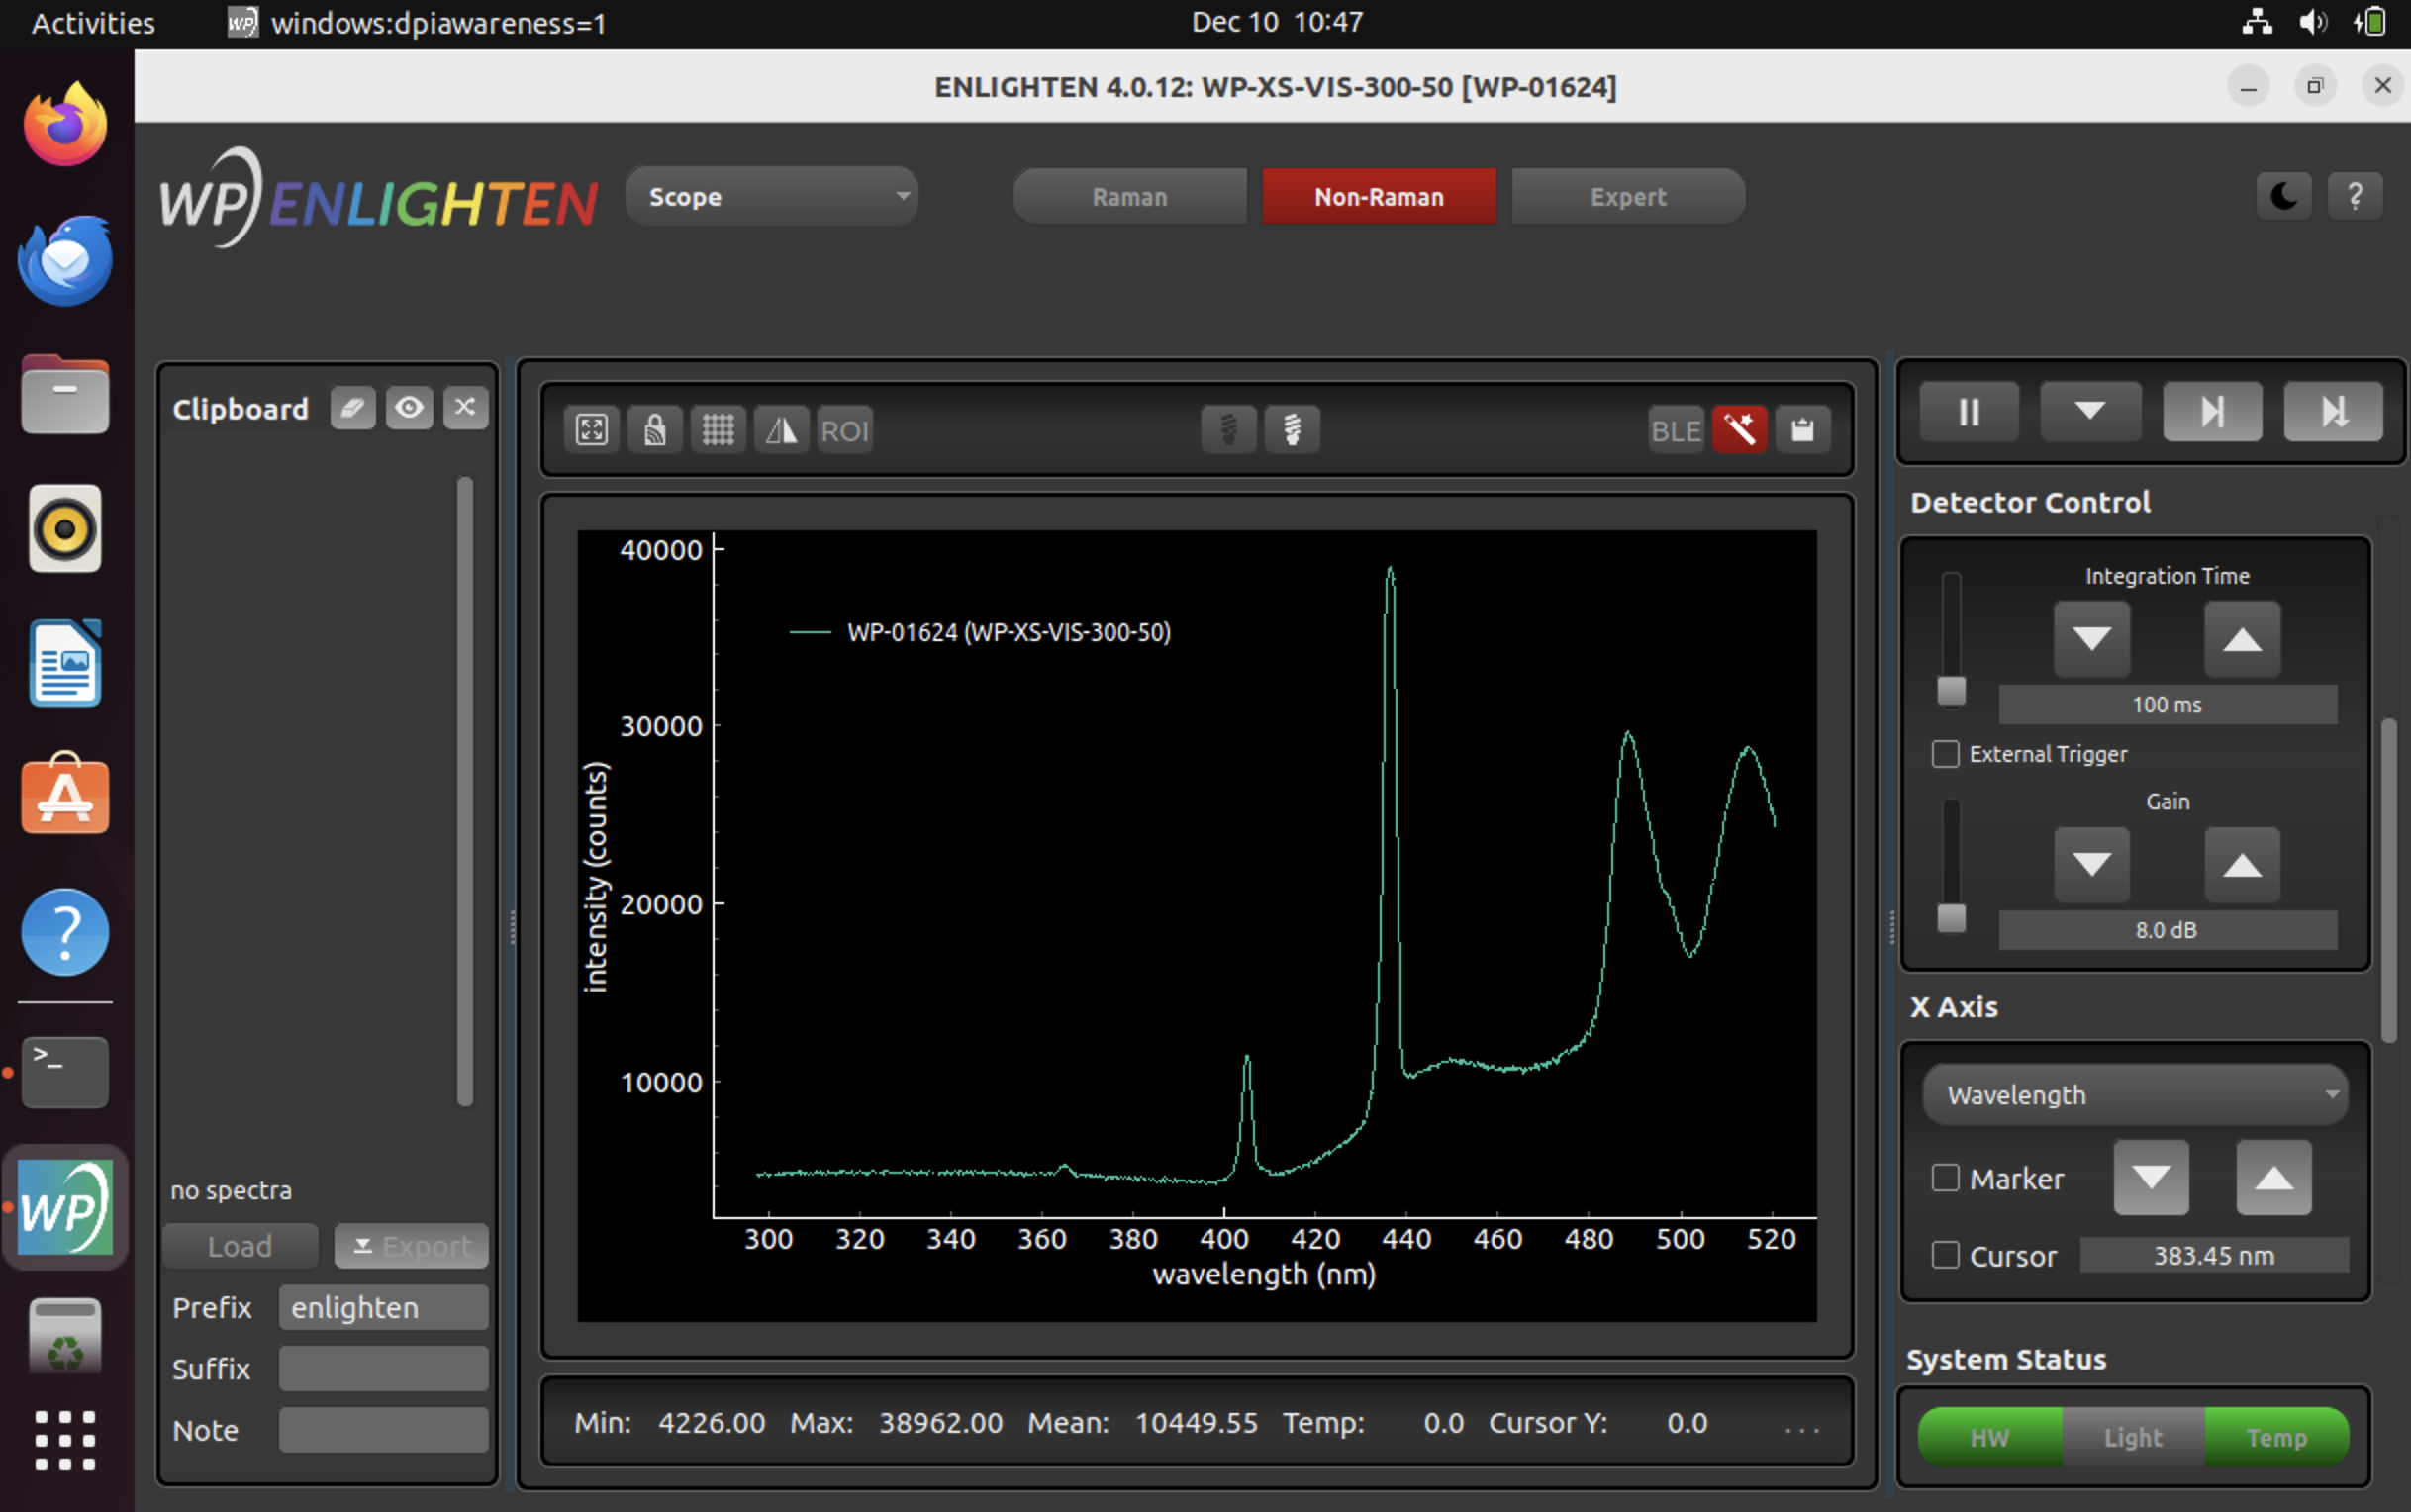 Activities windows:dpiawareness=1 Dec 10 10:47
ENLIGHTEN 4.0.12: WP-XS-VIS-300-50 [WP-01624]
WP ENLIGHTEN Scope Raman Non-Raman Expert ?
Clipboard
ROI BLE
Detector Control
Integration Time
100 ms
External Trigger
Gain
8.0 dB
X Axis
Wavelength
Marker
Cursor 383.45 nm
System Status
HW Light Temp
40000
30000
20000
10000
intensity (counts)
WP-01624 (WP-XS-VIS-300-50)
300 320 340 360 380 400 420 440 460 480 500 520
wavelength (nm)
Min: 4226.00 Max: 38962.00 Mean: 10449.55 Temp: 0.0 Cursor Y: 0.0 ...
no spectra
Load Export
Prefix enlighten
Suffix
Note
A
?
>_
WP